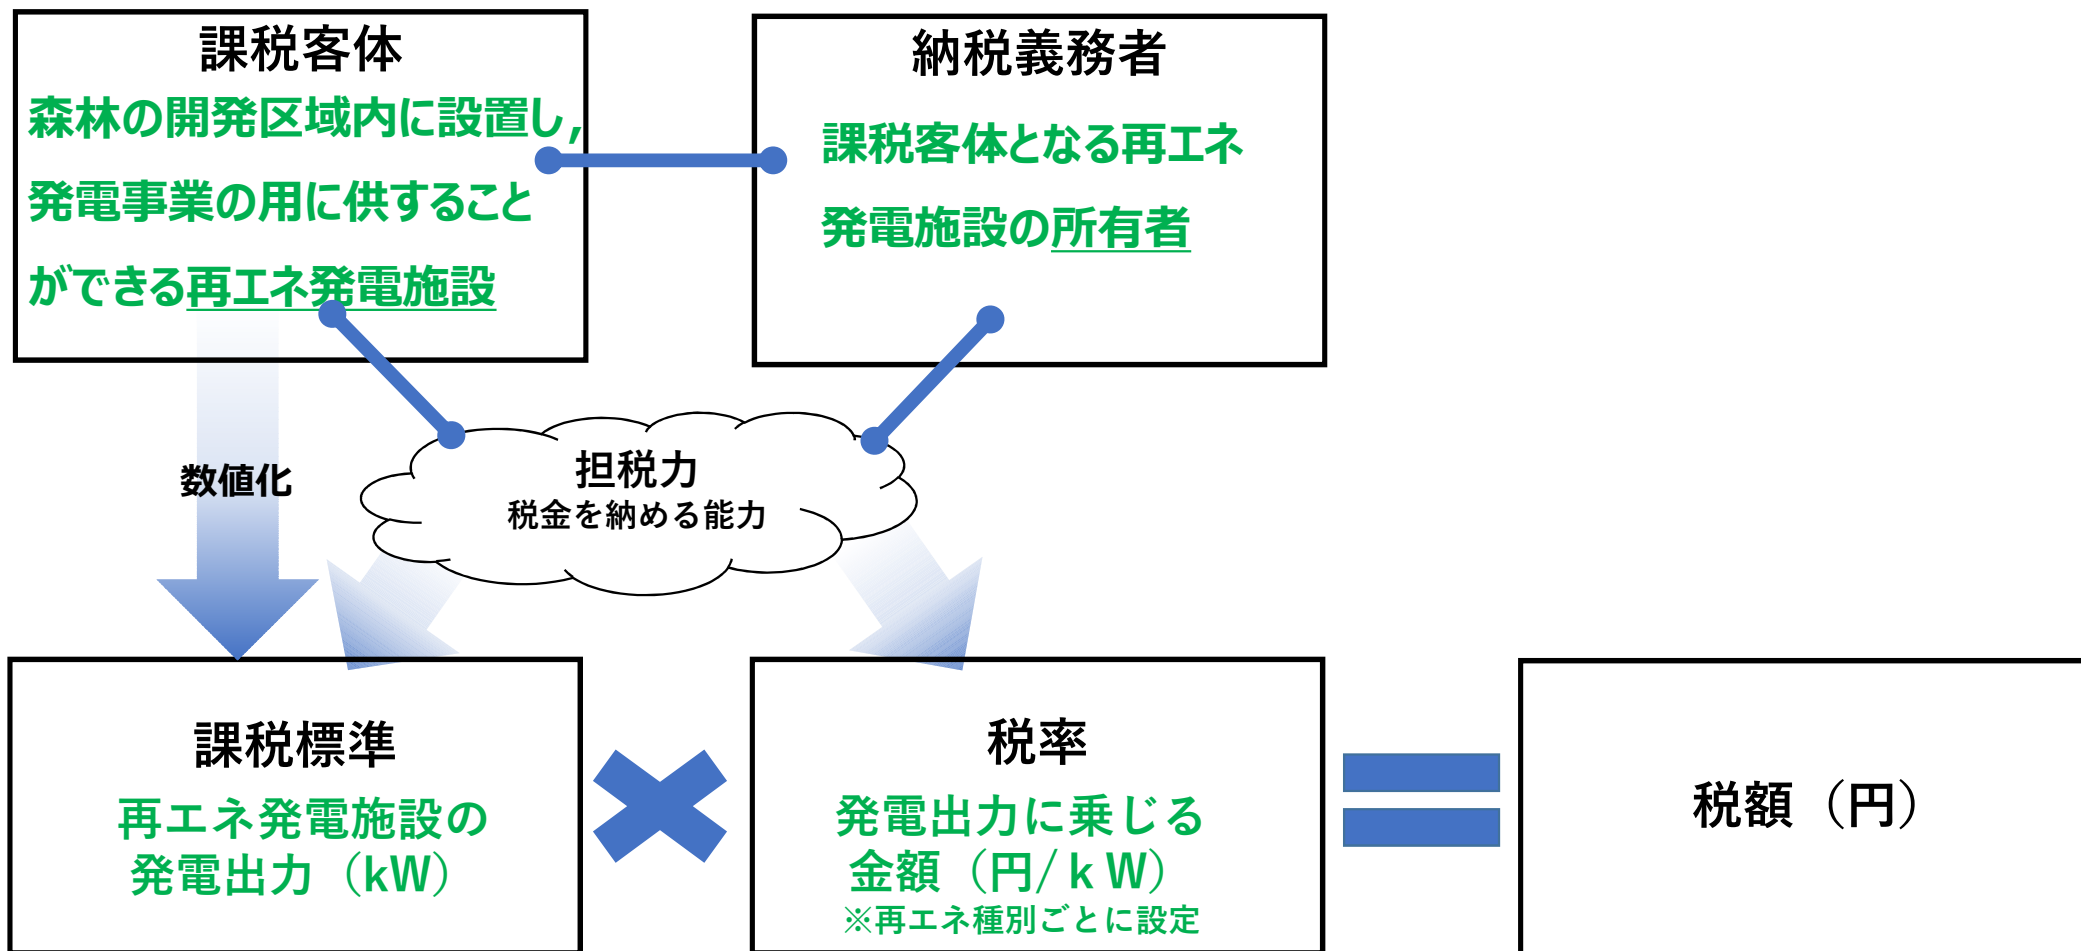 課税客体
森林の開発区域内に設置し,
発電事業の用に供すること
ができる再エネ発電施設
納税義務者
課税客体となる再エネ
発電施設の所有者
数値化
担税力
税金を納める能力
課税標準
再エネ発電施設の
発電出力（kW）
税率
発電出力に乗じる
金額（円/ｋW）
※再エネ種別ごとに設定
税額（円）